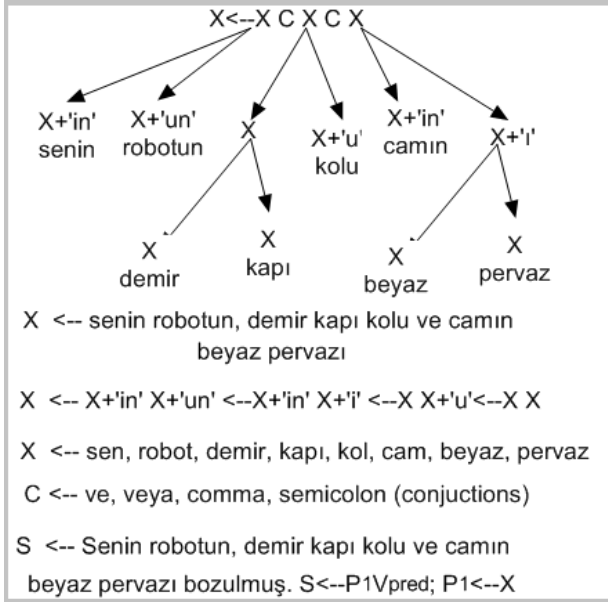 X<--X C X C X
X+'in' X+'un' X X+'u' X+'in' X+'ı'
senin robotun kolu camın
X X X X
demir kapı beyaz pervaz
X <-- senin robotun, demir kapı kolu ve camın
beyaz pervazı
X <-- X+'in' X+'un' <--X+'in' X+'i' <--X X+'u'<--X X
X <-- sen, robot, demir, kapı, kol, cam, beyaz, pervaz
C <-- ve, veya, comma, semicolon (conjuctions)
S <-- Senin robotun, demir kapı kolu ve camın
beyaz pervazı bozulmuş. S<--P1Vpred; P1<--X